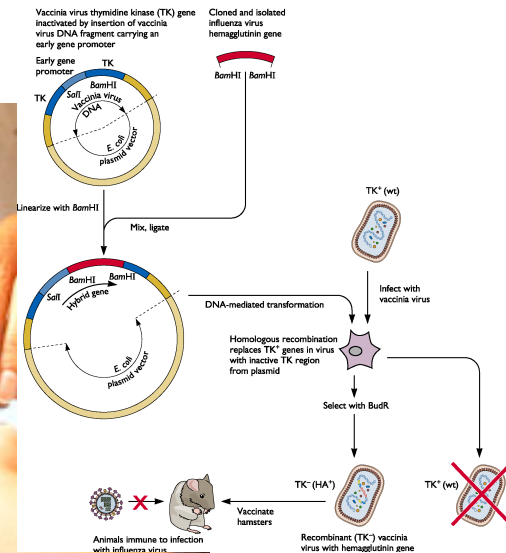 Vaccinia virus thymidine kinase (TK) gene
inactivated by insertion of vaccinia
virus DNA fragment carrying an
early gene promoter
Cloned and isolated
influenza virus
hemagglutinin gene
Early gene
promoter
TK
TK
SalI
BamHI
Vaccinia virus
DNA
E. coli
plasmid vector
BamHI
BamHI
Linearize with BamHI
Mix, ligate
TK+ (wt)
Infect with
vaccinia virus
BamHI
BamHI
SalI
Hybrid gene
E. coli
plasmid vector
DNA-mediated transformation
Homologous recombination
replaces TK+ genes in virus
with inactive TK region
from plasmid
Select with BudR
TK– (HA+)
TK+ (wt)
X
Vaccinate
hamsters
Animals immune to infection
with influenza virus
Recombinant (TK–) vaccinia
virus with hemagglutinin gene